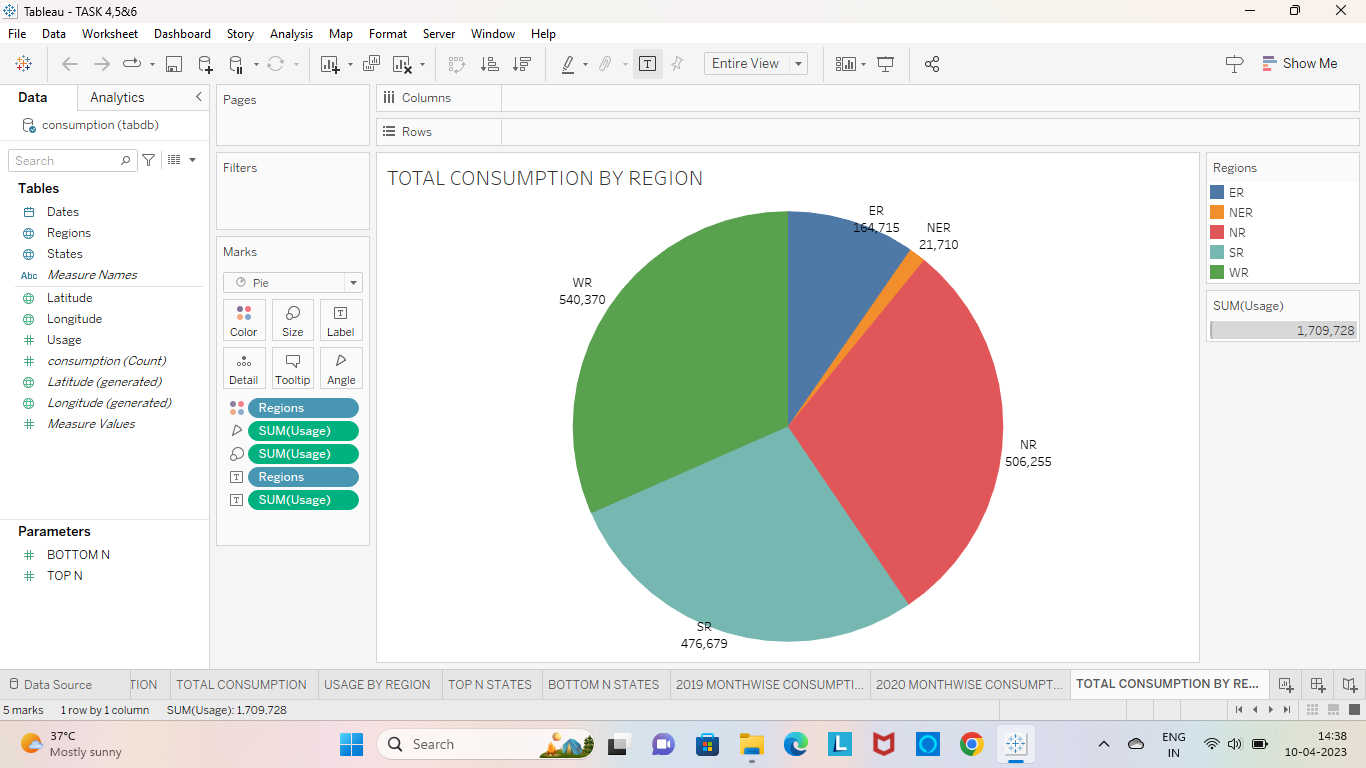 Tableau - TASK 4,5&6
File Data Worksheet Dashboard Story Analysis Map Format Server Window Help
Entire View
Show Me
Data Analytics
consumption (tabdb)
Search
Tables
Dates
Regions
States
Abc Measure Names
Latitude
Longitude
Usage
consumption (Count)
Latitude (generated)
Longitude (generated)
Measure Values
Parameters
BOTTOM N
TOP N
Pages
Filters
Marks
Pie
Color Size Label
Detail Tooltip Angle
Regions
SUM(Usage)
SUM(Usage)
Regions
SUM(Usage)
Columns
Rows
TOTAL CONSUMPTION BY REGION
ER
164,715
NER
21,710
WR
540,370
NR
506,255
SR
476,679
Regions
ER
NER
NR
SR
WR
SUM(Usage)
1,709,728
Data Source TION TOTAL CONSUMPTION USAGE BY REGION TOP N STATES BOTTOM N STATES 2019 MONTHWISE CONSUMPTI... 2020 MONTHWISE CONSUMPT... TOTAL CONSUMPTION BY RE...
5 marks 1 row by 1 column SUM(Usage): 1,709,728
37°C
Mostly sunny
Search
L
ENG
IN
14:38
10-04-2023